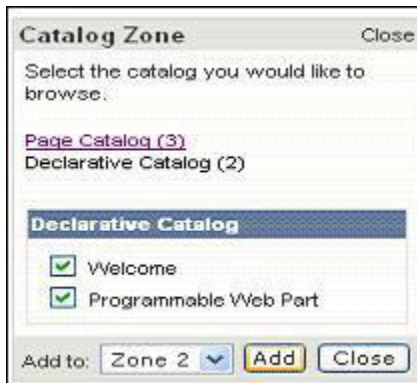 Catalog Zone Close
Select the catalog you would like to
browse.
Page Catalog (3)
Declarative Catalog (2)
Declarative Catalog
Welcome
Programmable Web Part
Add to: Zone 2 Add Close